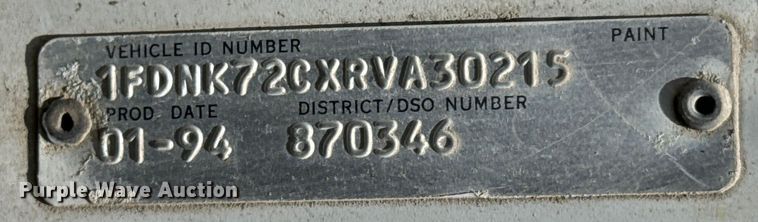 VEHICLE ID NUMBER PAINT
1FDNK72CXRVA30215
PROD DATE DISTRICT/DSO NUMBER
01-94 870346
Purple Wave Auction